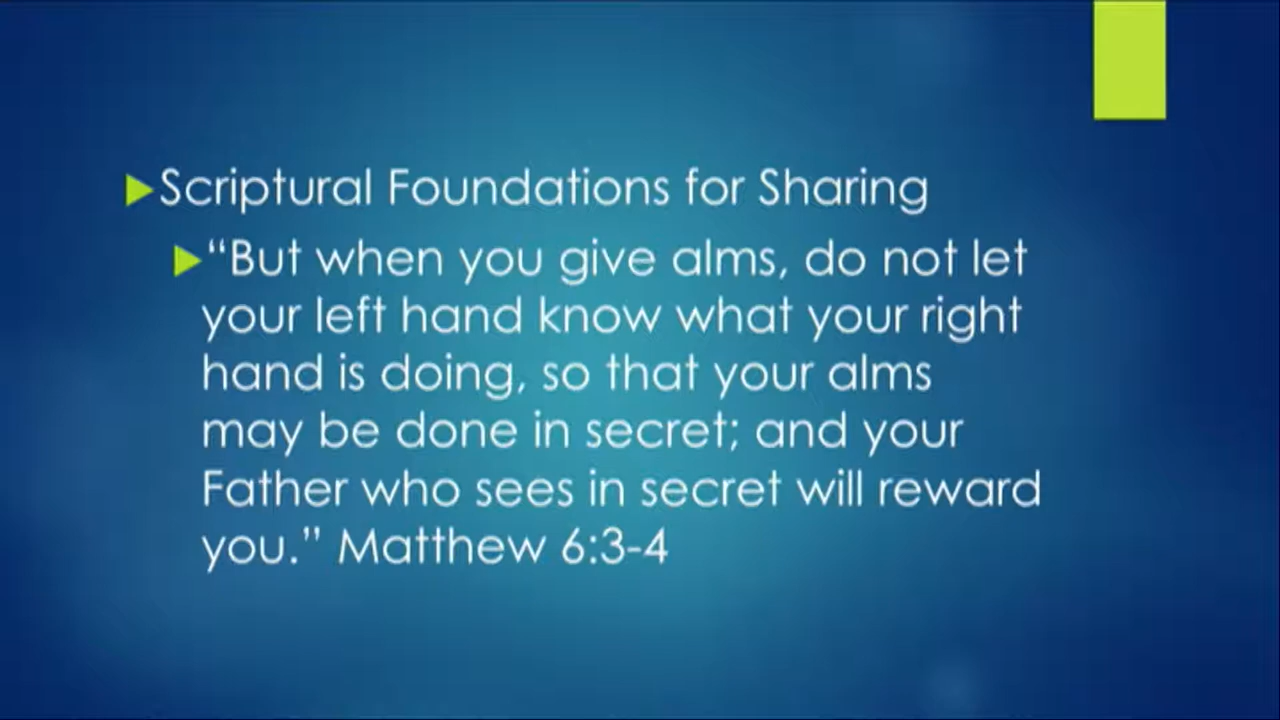 Scriptural Foundations for Sharing
“But when you give alms, do not let
your left hand know what your right
hand is doing, so that your alms
may be done in secret; and your
Father who sees in secret will reward
you.” Matthew 6:3-4